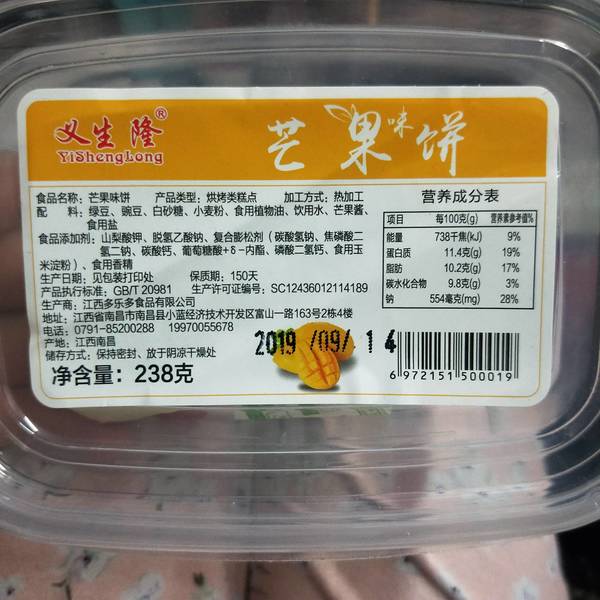 义生隆®
YiShengLong
芒果味饼
食品名称：芒果味饼 产品类型：烘烤类糕点 加工方式：热加工
配 料：绿豆、豌豆、白砂糖、小麦粉、食用植物油、饮用水、芒果酱、
食用盐
食品添加剂：山梨酸钾、脱氢乙酸钠、复合膨松剂（碳酸氢钠、焦磷酸二
氢二钠、碳酸钙、葡萄糖酸+δ-内酯、磷酸二氢钙、食用玉
米淀粉）、食用香精
生产日期：见包装打印处 保质期：150天
产品执行标准：GB/T 20981 生产许可证编号：SC12436012114189
生产商：江西多乐多食品有限公司
地址：江西省南昌市南昌县小蓝经济技术开发区富山一路163号2栋4楼
电话：0791-85200288 19970055678
产地：江西南昌
储存方式：保持密封、放于阴凉干燥处
净含量：238克
营养成分表
项目 每100克(g) 营养素参考值%
能量 738千焦(kJ) 9%
蛋白质 11.4克(g) 19%
脂肪 10.2克(g) 17%
碳水化合物 9.8克(g) 3%
钠 554毫克(mg) 28%
2019 /09/ 1 4
6 972151 500019